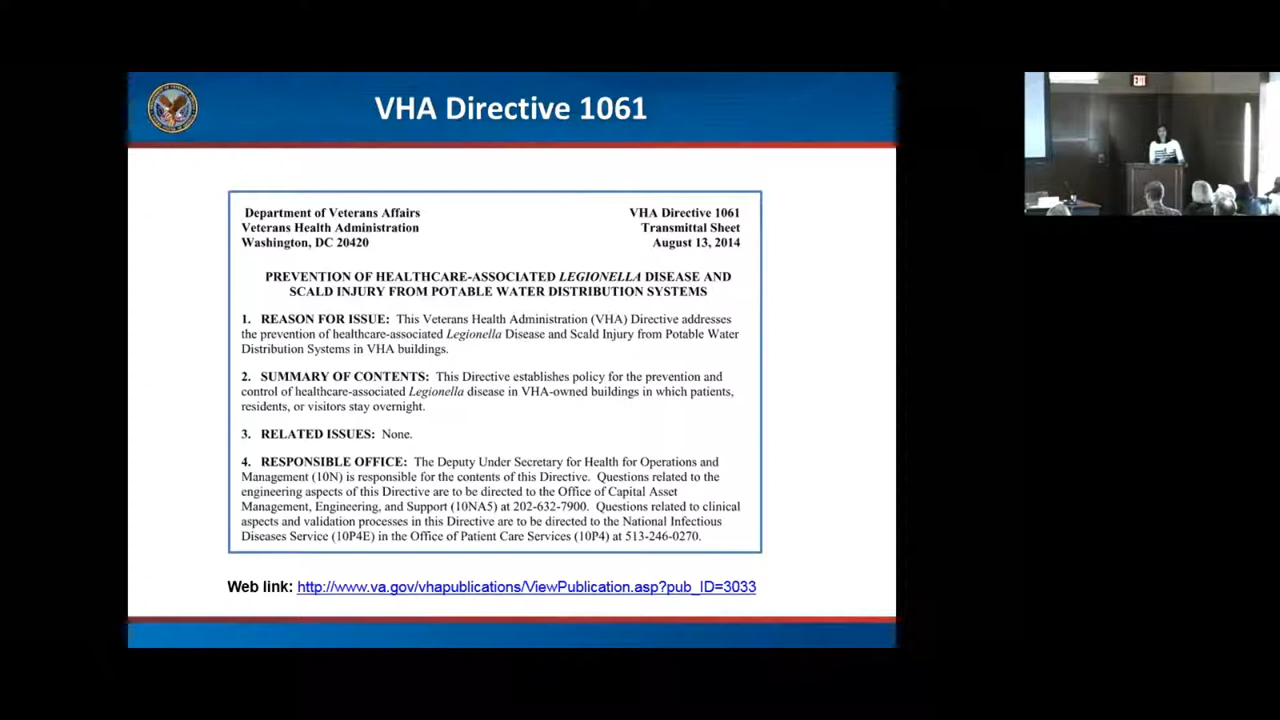 VHA Directive 1061
Department of Veterans Affairs
Veterans Health Administration
Washington, DC 20420
VHA Directive 1061
Transmittal Sheet
August 13, 2014
PREVENTION OF HEALTHCARE-ASSOCIATED LEGIONELLA DISEASE AND
SCALD INJURY FROM POTABLE WATER DISTRIBUTION SYSTEMS
1. REASON FOR ISSUE: This Veterans Health Administration (VHA) Directive addresses
the prevention of healthcare-associated Legionella Disease and Scald Injury from Potable Water
Distribution Systems in VHA buildings.
2. SUMMARY OF CONTENTS: This Directive establishes policy for the prevention and
control of healthcare-associated Legionella disease in VHA-owned buildings in which patients,
residents, or visitors stay overnight.
3. RELATED ISSUES: None.
4. RESPONSIBLE OFFICE: The Deputy Under Secretary for Health for Operations and
Management (10N) is responsible for the contents of this Directive. Questions related to the
engineering aspects of this Directive are to be directed to the Office of Capital Asset
Management, Engineering, and Support (10NA5) at 202-632-7900. Questions related to clinical
aspects and validation processes in this Directive are to be directed to the National Infectious
Diseases Service (10P4E) in the Office of Patient Care Services (10P4) at 513-246-0270.
Web link: http://www.va.gov/vhapublications/ViewPublication.asp?pub_ID=3033
EXIT